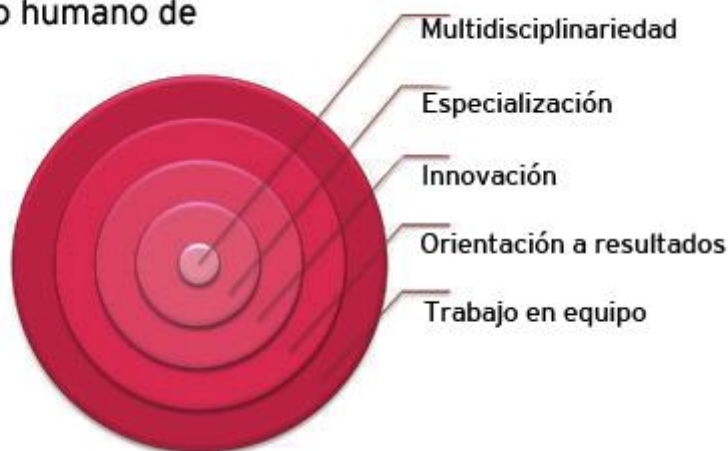 humano de
Multidisciplinariedad
Especialización
Innovación
Orientación a resultados
Trabajo en equipo